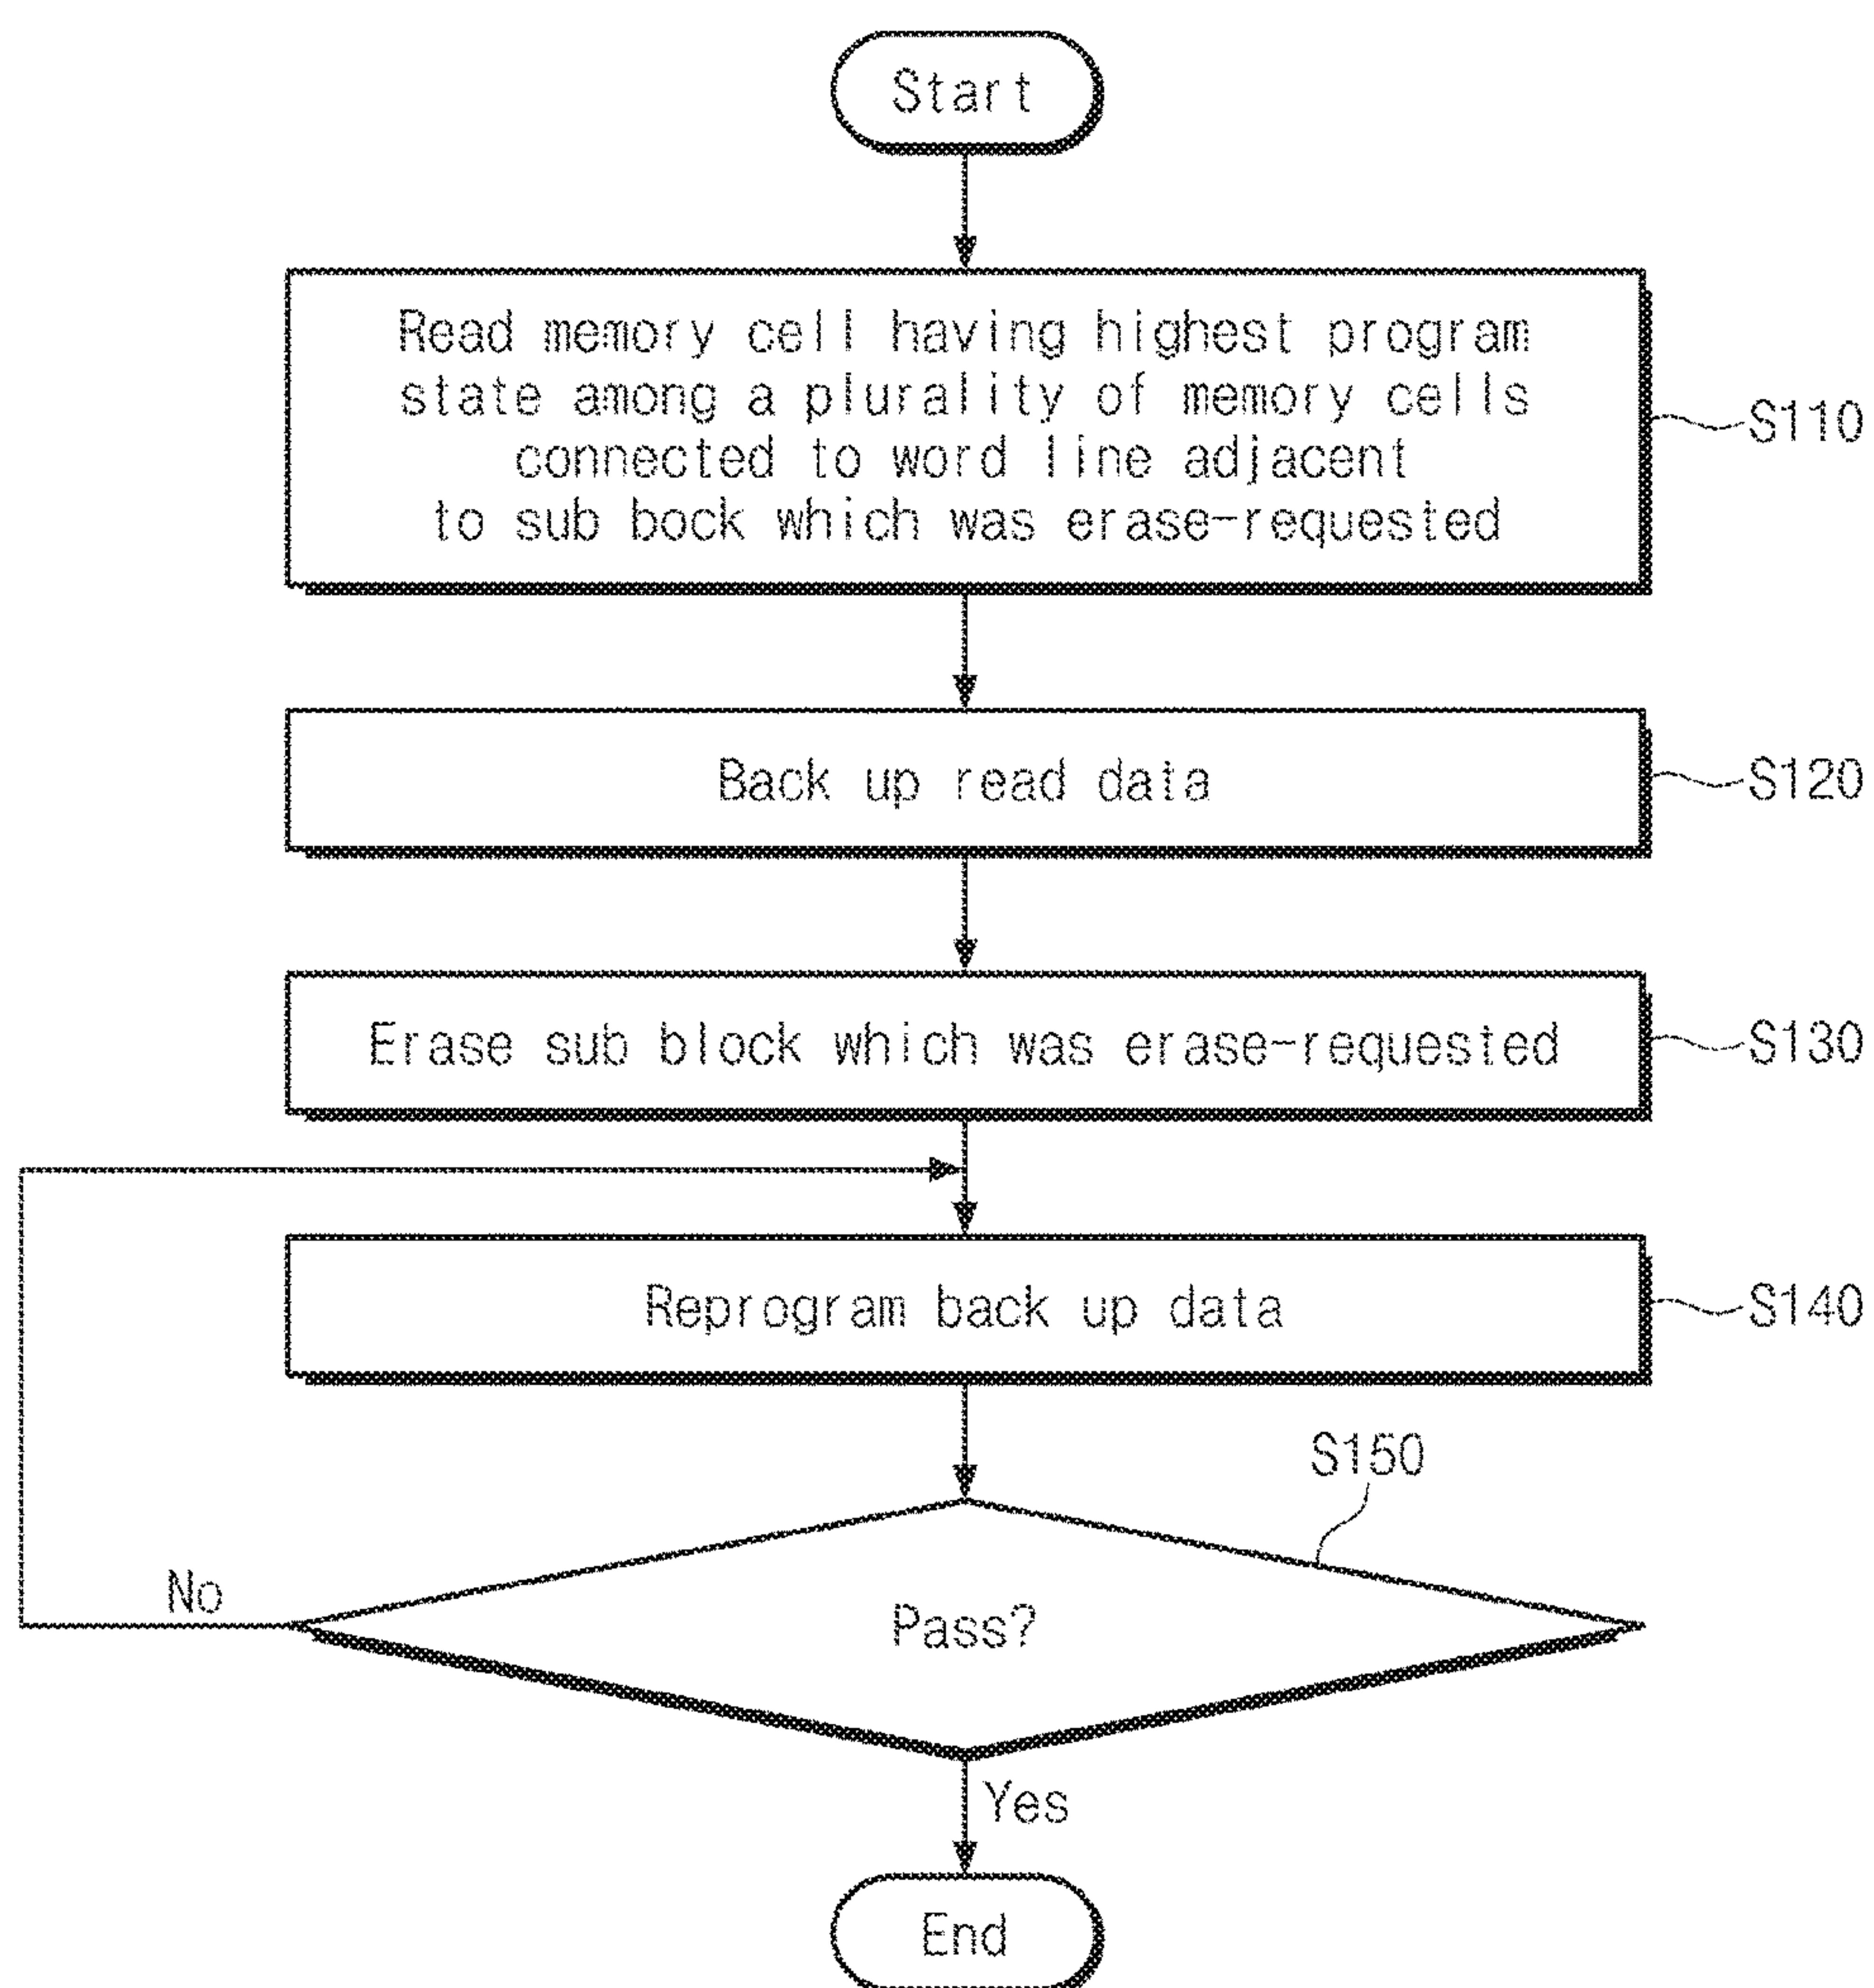 Start
Read memory cell having highest program
state among a plurality of memory cells
connected to word line adjacent
to sub bock which was erase-requested
S110
Back up read data
S120
Erase sub block which was erase-requested
S130
Reprogram back up data
S140
S150
No
Pass?
Yes
End